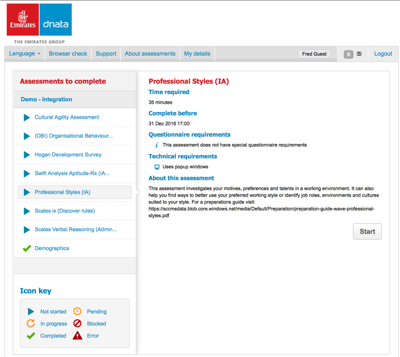 Emirates
dnata
THE EMIRATES GROUP
Language
Browser check
Support
About assessments
My details
Fred Guest
0
Logout
Assessments to complete
Demo - Integration
Cultural Agility Assessment
(OBI) Organisational Behaviour...
Hogan Development Survey
Swift Analysis Aptitude-Rx (IA...
Professional Styles (IA)
Scales ix (Discover rules)
Scales Verbal Reasoning (Admin...
Demographics
Icon key
Not started
Pending
In progress
Blocked
Completed
Error
Professional Styles (IA)
Time required
35 minutes
Complete before
31 Dec 2016 17:00
Questionnaire requirements
This assessment does not have special questionnaire requirements
Technical requirements
Uses popup windows
About this assessment
This assessment investigates your motives, preferences and talents in a working environment. It can also
help you find ways to better use your preferred working style or identify job roles, environments and cultures
suited to your style. For a preparations guide visit:
https://sccmsdata.blob.core.windows.net/media/Default/Preparation/preparation-guide-wave-professional-
styles.pdf
Start